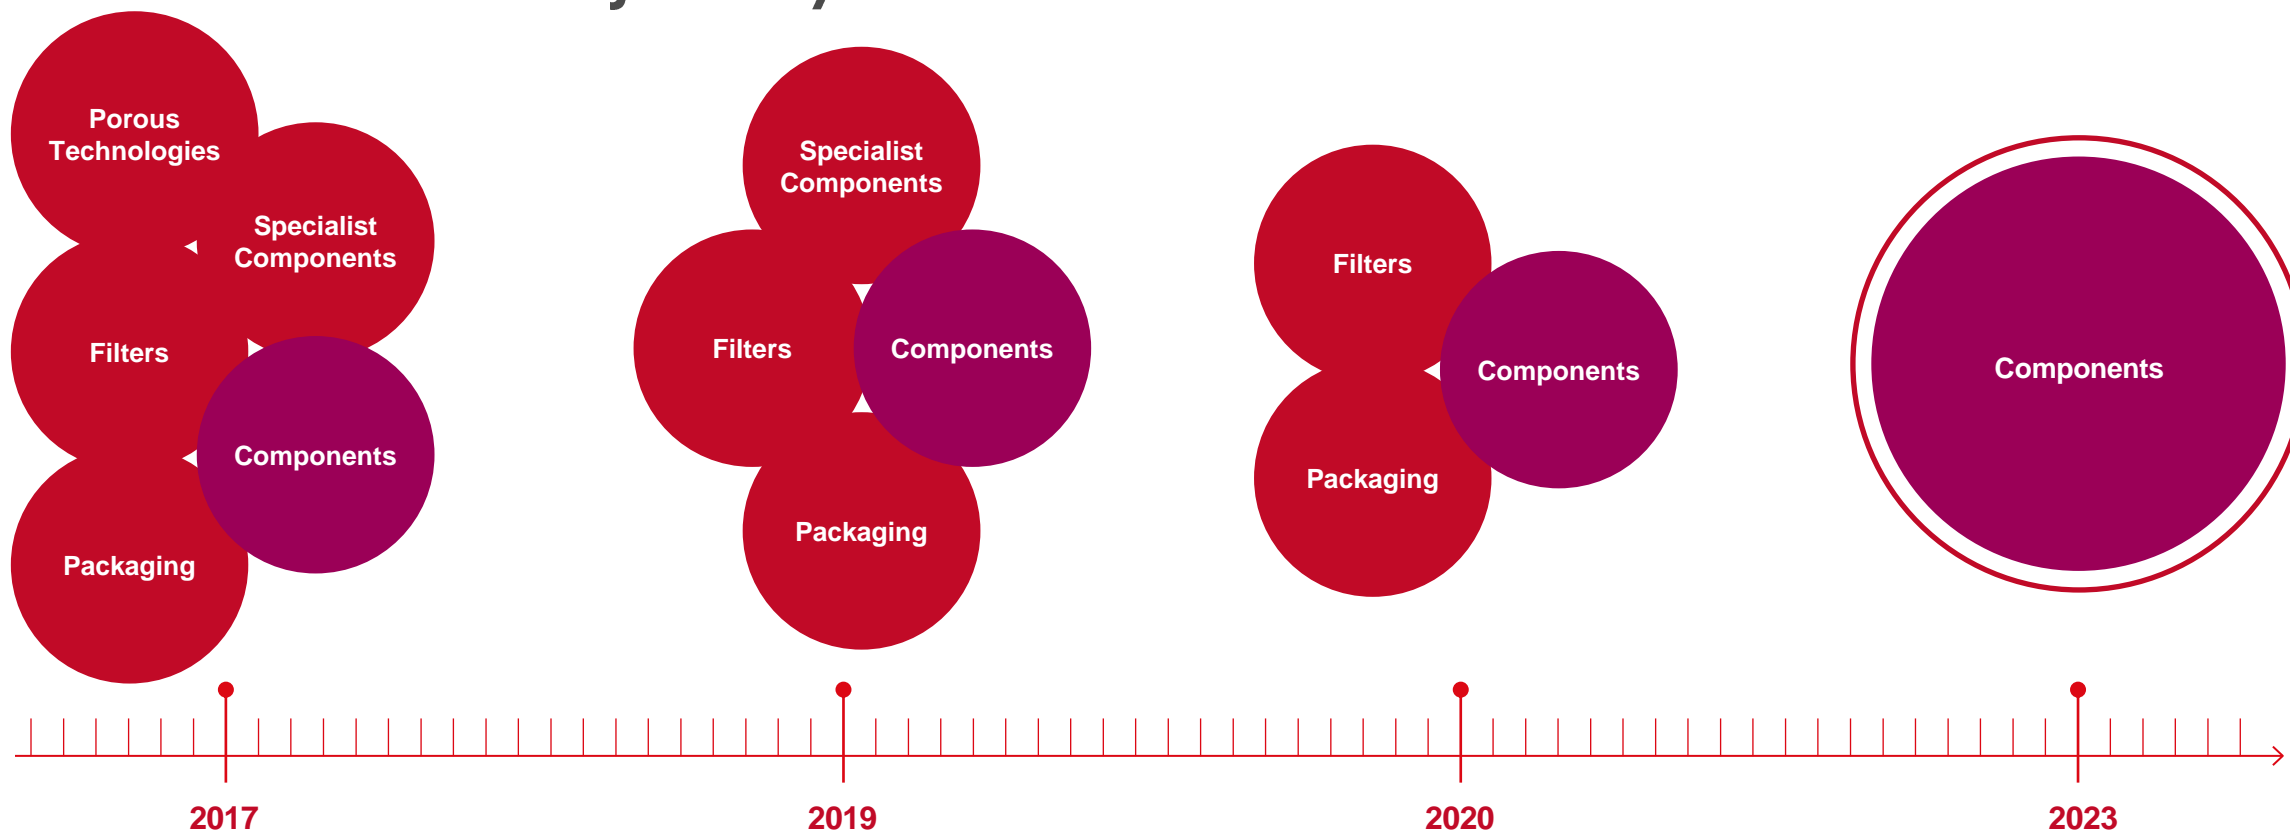 Porous
Technologies
Specialist
Components
Filters
Components
Packaging
Specialist
Components
Filters
Components
Packaging
Filters
Components
Packaging
Components
2017
2019
2020
2023